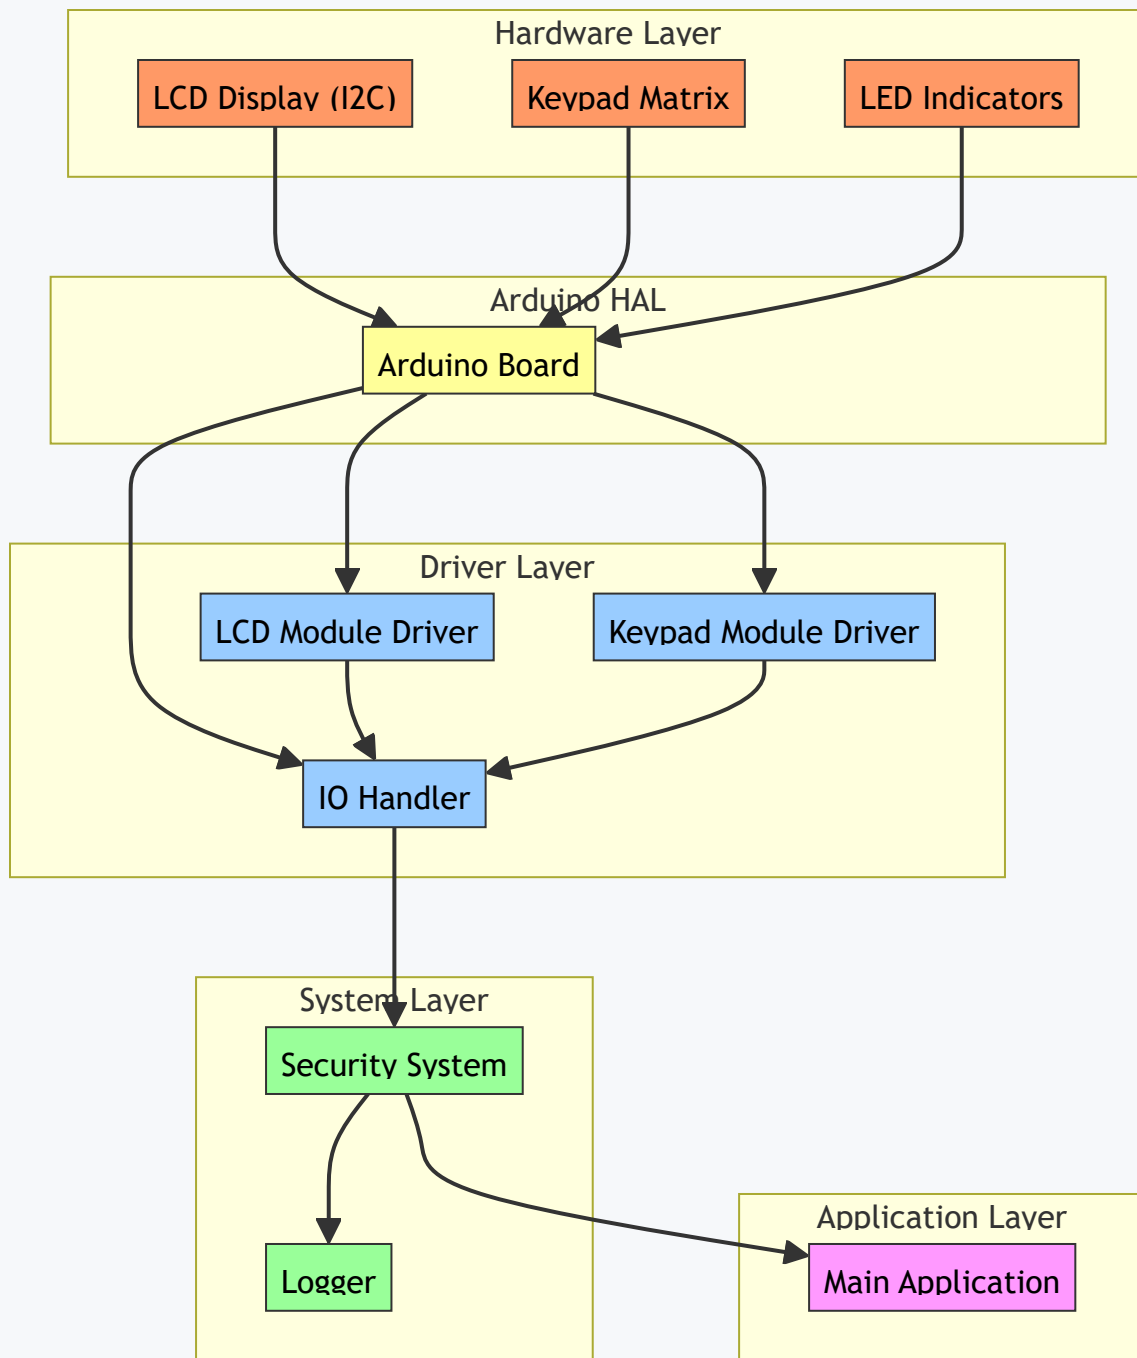 Hardware Layer
LCD Display (I2C)
Keypad Matrix
LED Indicators
Arduino HAL
Arduino Board
Driver Layer
LCD Module Driver
Keypad Module Driver
IO Handler
System Layer
Security System
Application Layer
Logger
Main Application